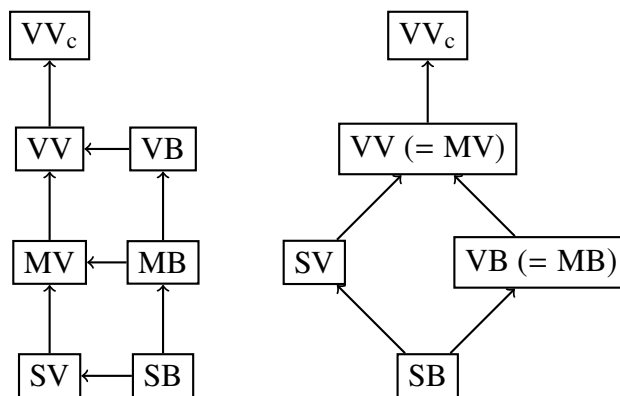 VVc
VV VB
MV MB
SV SB
VVc
VV (= MV)
SV VB (= MB)
SB